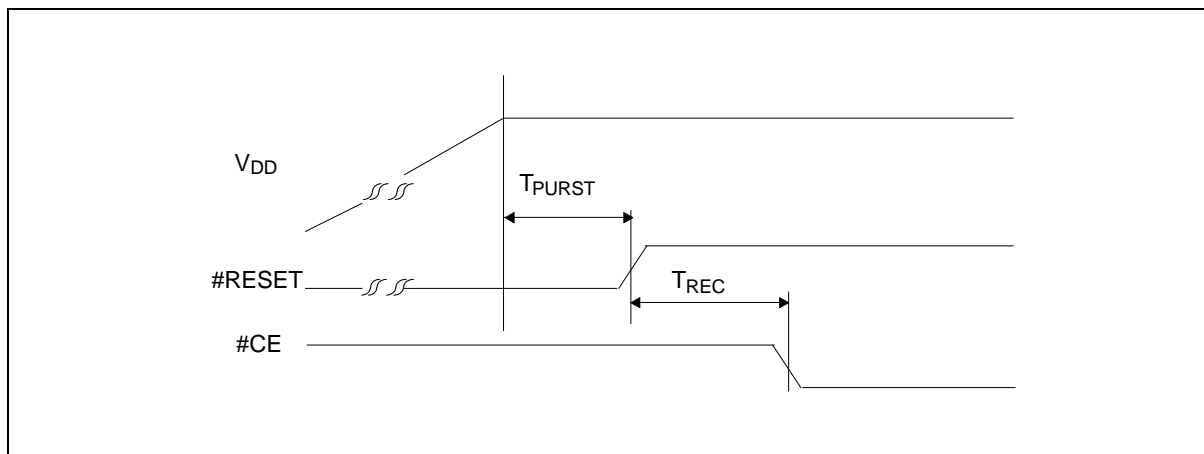 VDD
TPURST
#RESET
TREC
#CE